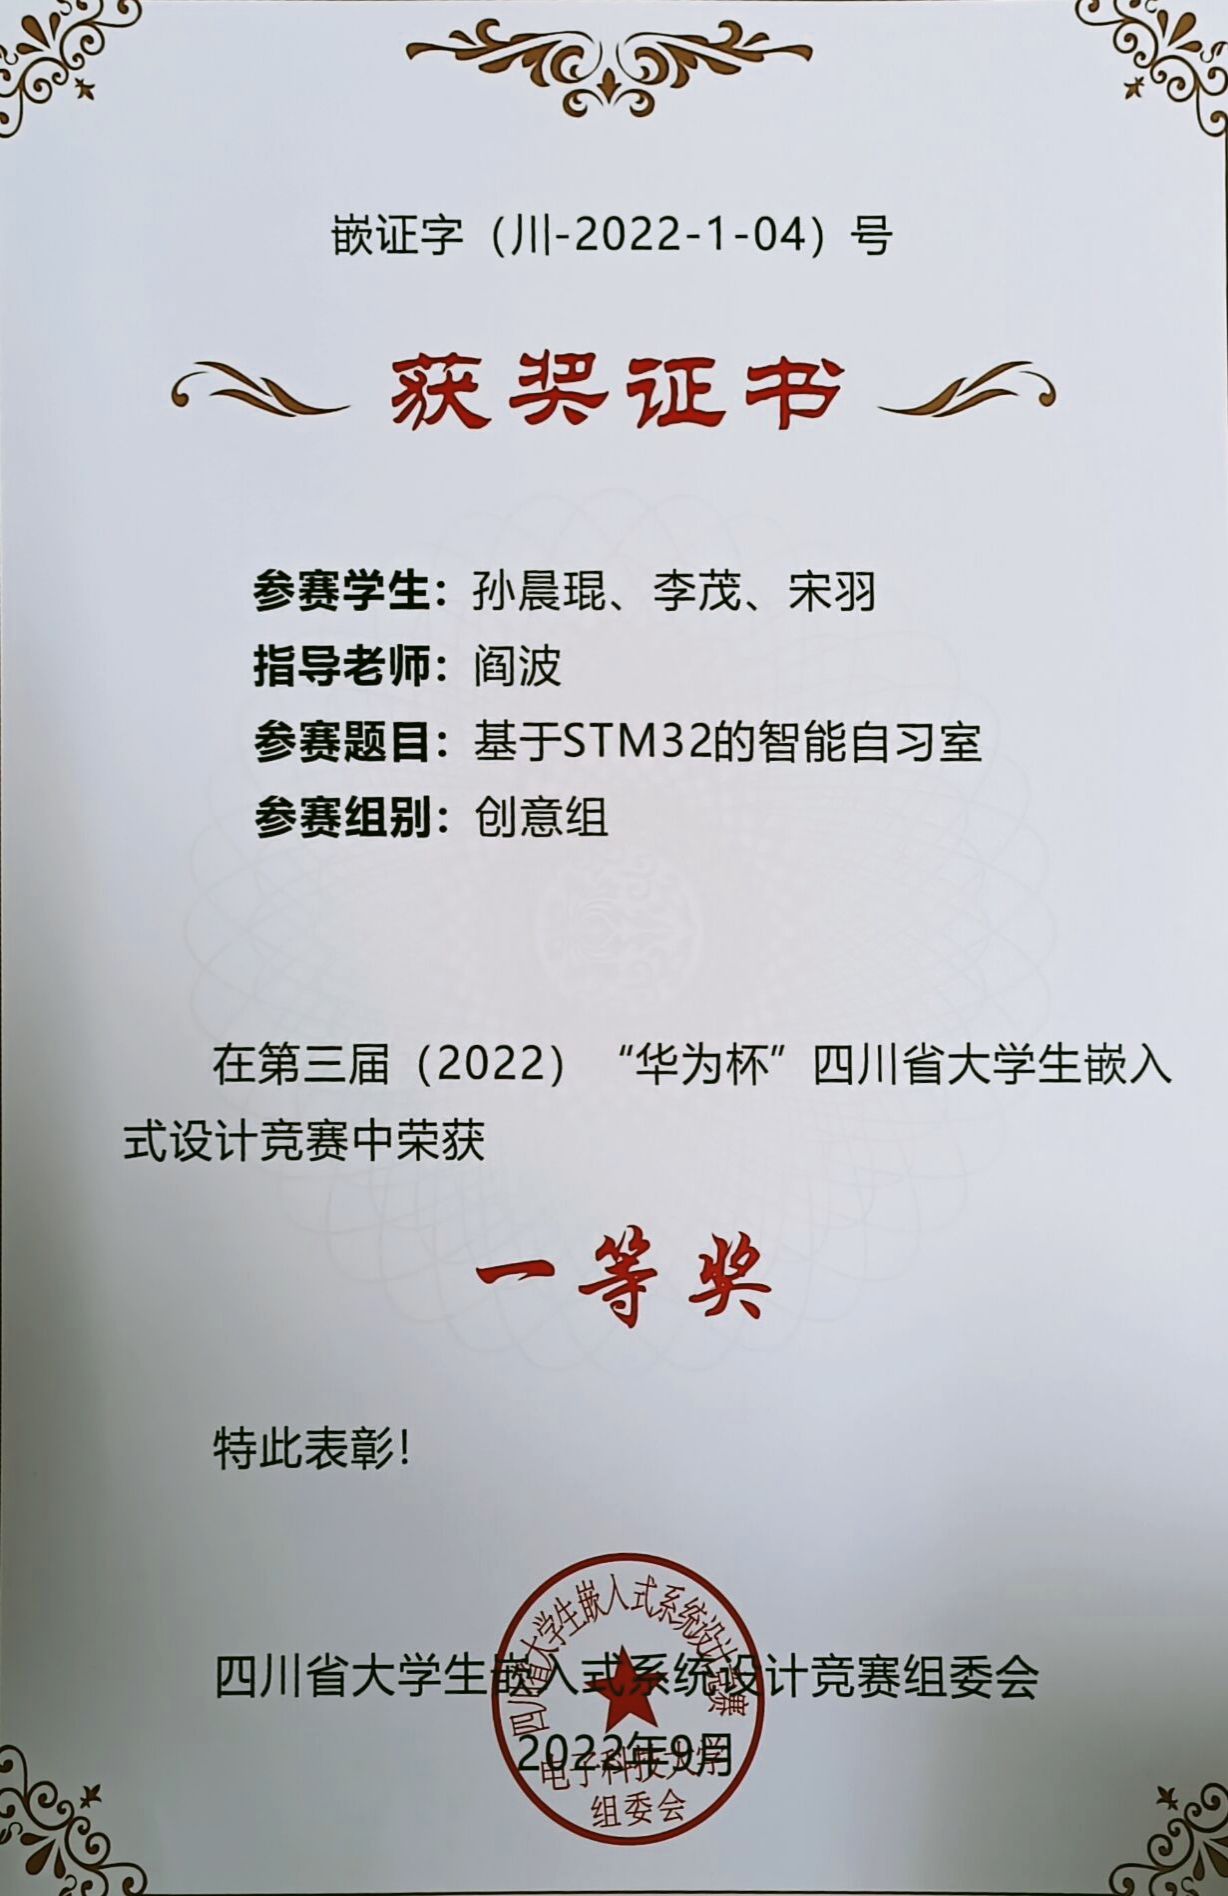 嵌证字（川-2022-1-04）号
获奖证书
参赛学生：孙晨琨、李茂、宋羽
指导老师：阎波
参赛题目：基于STM32的智能自习室
参赛组别：创意组
在第三届（2022）“华为杯”四川省大学生嵌入
式设计竞赛中荣获
一等奖
特此表彰！
四川省大学生嵌入式系统设计竞赛组委会
2022年9月
四川省大学生嵌入式系统设计竞赛
电子科技大学
组委会